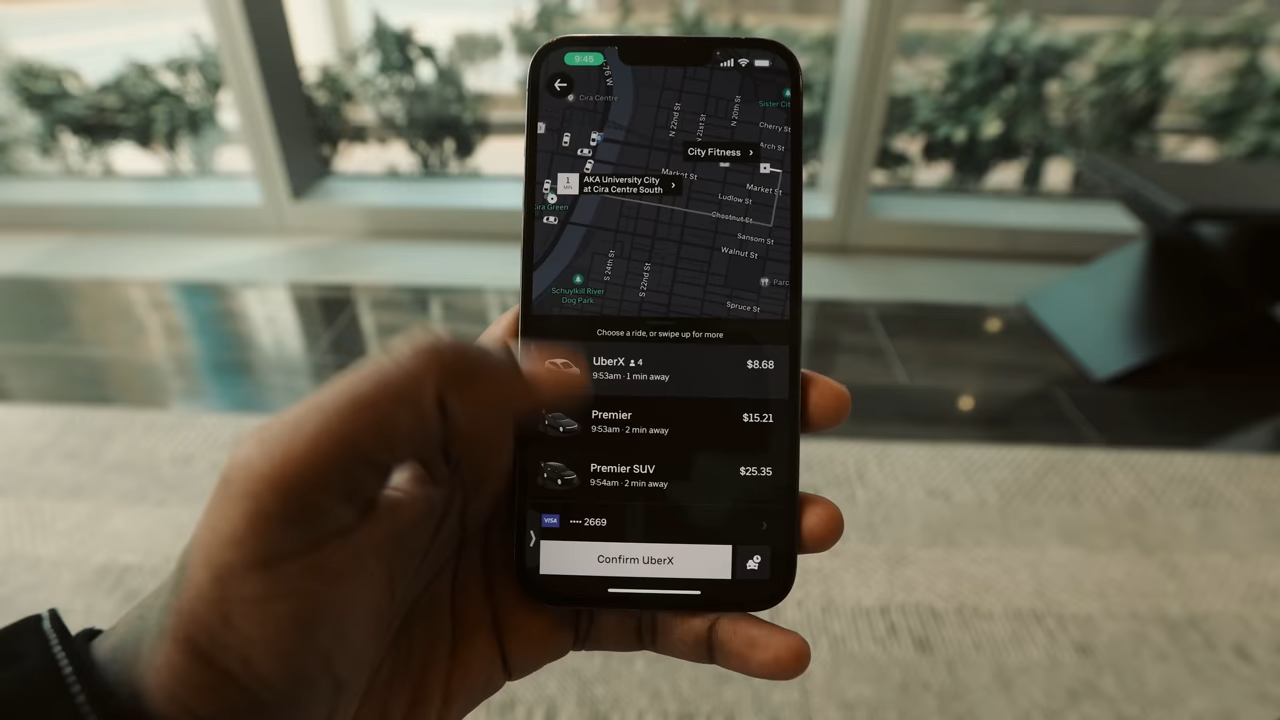 9:45
I-76 W
Cira Centre
N 22nd St
N 21st St
N 20th St
Sister Cit
Cherry St
Arch St
City Fitness
Market St
1
MIN
AKA University City
at Cira Centre South
Market St
Ludlow St
Cira Green
Chestnut St
Sansom St
Walnut St
S 24th St
S 22nd St
Parc
Schuylkill River
Dog Park
Spruce St
Choose a ride, or swipe up for more
UberX 4
$8.68
9:53am · 1 min away
Premier
$15.21
9:53am · 2 min away
Premier SUV
$25.35
9:54am · 2 min away
VISA
•••• 2669
Confirm UberX